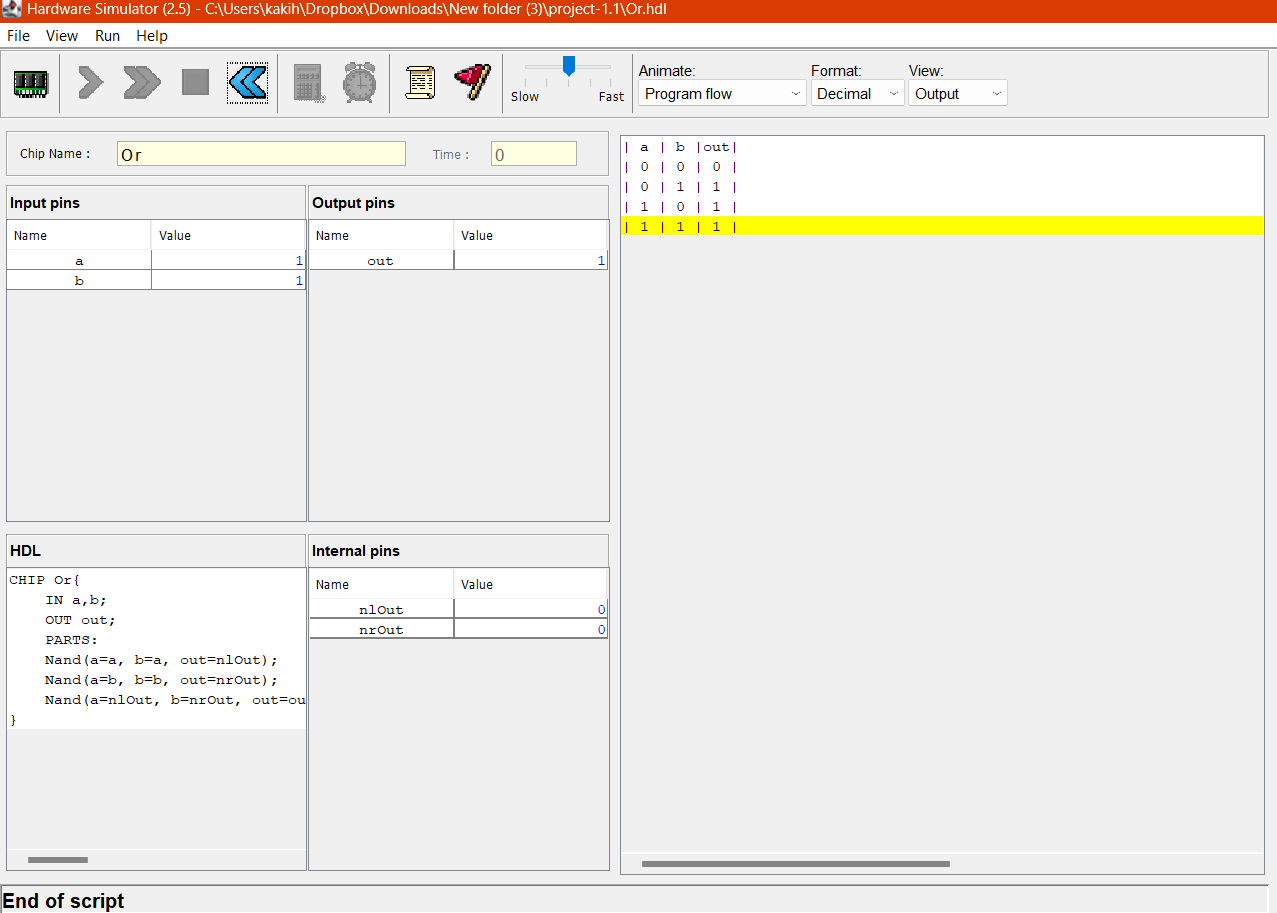 Hardware Simulator (2.5) - C:\Users\kakih\Dropbox\Downloads\New folder (3)\project-1.1\Or.hdl
File View Run Help
Slow Fast
Animate: Format: View:
Program flow Decimal Output
Chip Name : Or Time : 0
Input pins
Name Value
a 1
b 1
Output pins
Name Value
out 1
HDL
CHIP Or{
IN a,b;
OUT out;
PARTS:
Nand(a=a, b=a, out=nlOut);
Nand(a=b, b=b, out=nrOut);
Nand(a=nlOut, b=nrOut, out=ou
}
Internal pins
Name Value
nlOut 0
nrOut 0
| a | b |out|
| 0 | 0 | 0 |
| 0 | 1 | 1 |
| 1 | 0 | 1 |
| 1 | 1 | 1 |
End of script